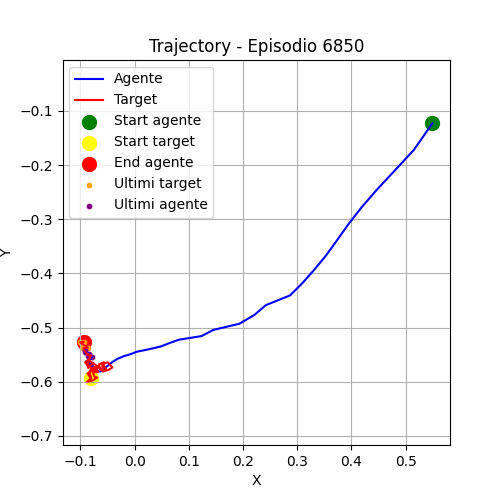 Trajectory - Episodio 6850
Agente
Target
Start agente
Start target
End agente
Ultimi target
Ultimi agente
−0.1
−0.2
−0.3
−0.4
−0.5
−0.6
−0.7
Y
−0.1
0.0
0.1
0.2
0.3
0.4
0.5
X